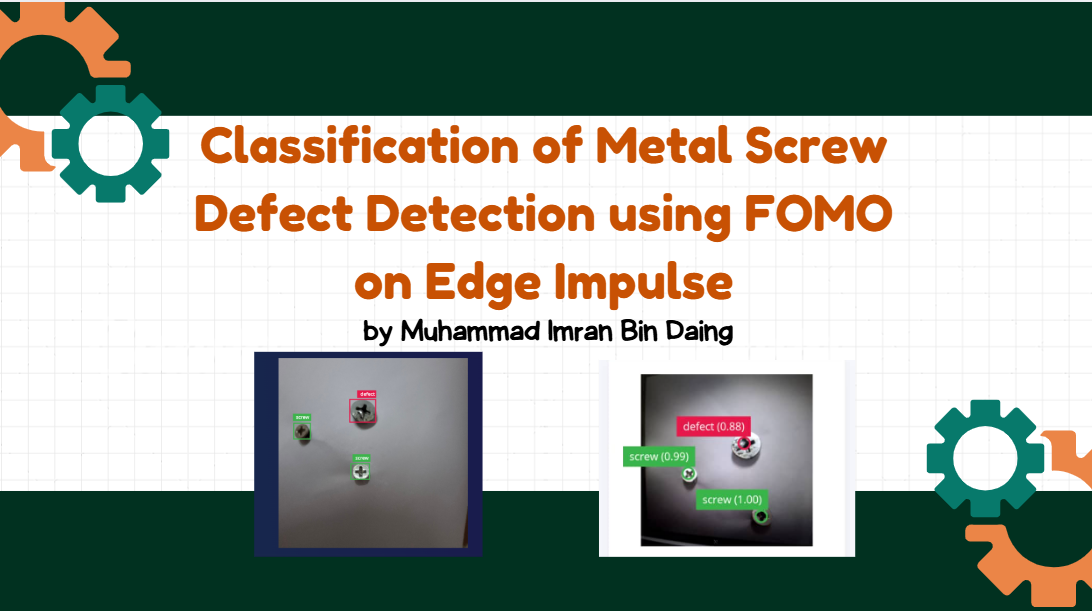 Classification of Metal Screw
Defect Detection using FOMO
on Edge Impulse
by Muhammad Imran Bin Daing
defect
screw
screw
defect (0.88)
screw (0.99)
screw (1.00)